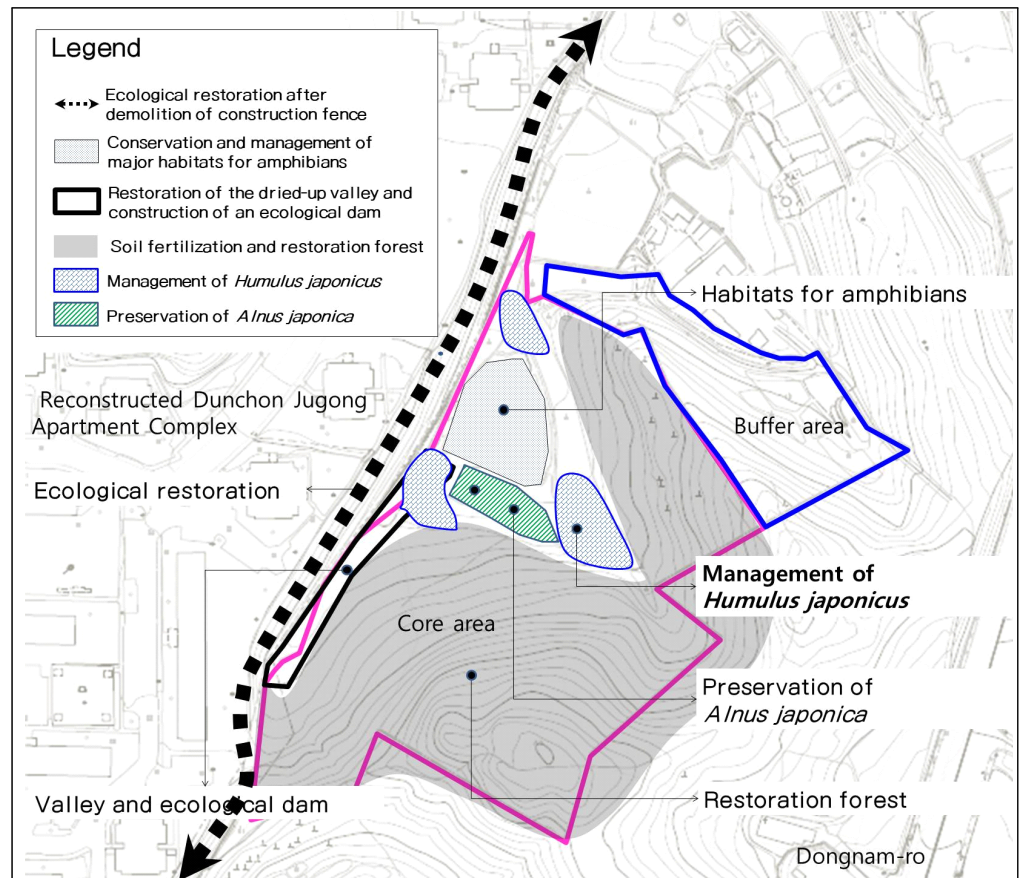 Legend
Ecological restoration after
demolition of construction fence
Conservation and management of
major habitats for amphibians
Restoration of the dried-up valley and
construction of an ecological dam
Soil fertilization and restoration forest
Management of Humulus japonicus
Preservation of Alnus japonica
Habitats for amphibians
Reconstructed Dunchon Jugong
Apartment Complex
Buffer area
Ecological restoration
Management of
Humulus japonicus
Core area
Preservation of
Alnus japonica
Valley and ecological dam
Restoration forest
Dongnam-ro